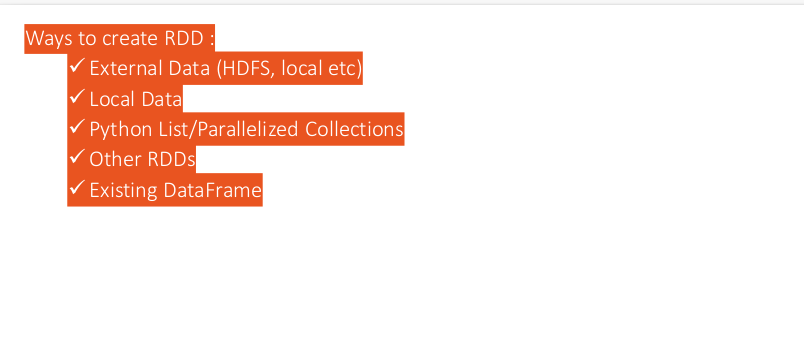 Ways to create RDD :
✓ External Data (HDFS, local etc)
✓ Local Data
✓ Python List/Parallelized Collections
✓ Other RDDs
✓ Existing DataFrame